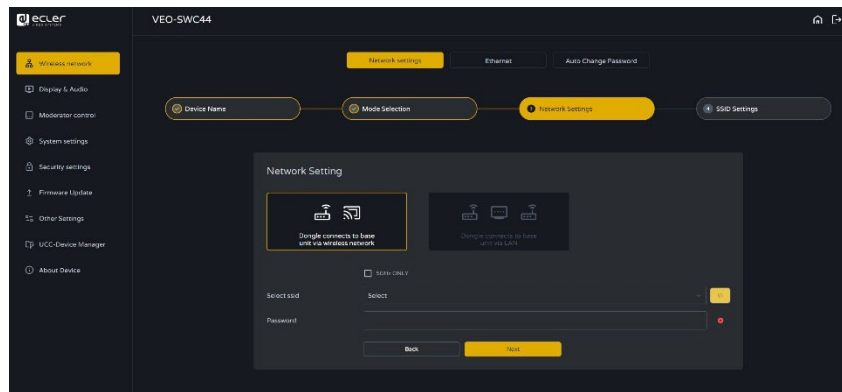 ecler
VEO-SWC44
Wireless network
Display & Audio
Moderator control
System settings
Security settings
Firmware Update
Other Settings
UCC-Device Manager
About Device
Network settings
Ethernet
Auto Change Password
Device Name
Mode Selection
Network Settings
4 SSID Settings
Network Setting
Dongle connects to base
unit via wireless network
Dongle connects to base
unit via LAN
ONLY
Select ssid
Select
Password
Back
Next